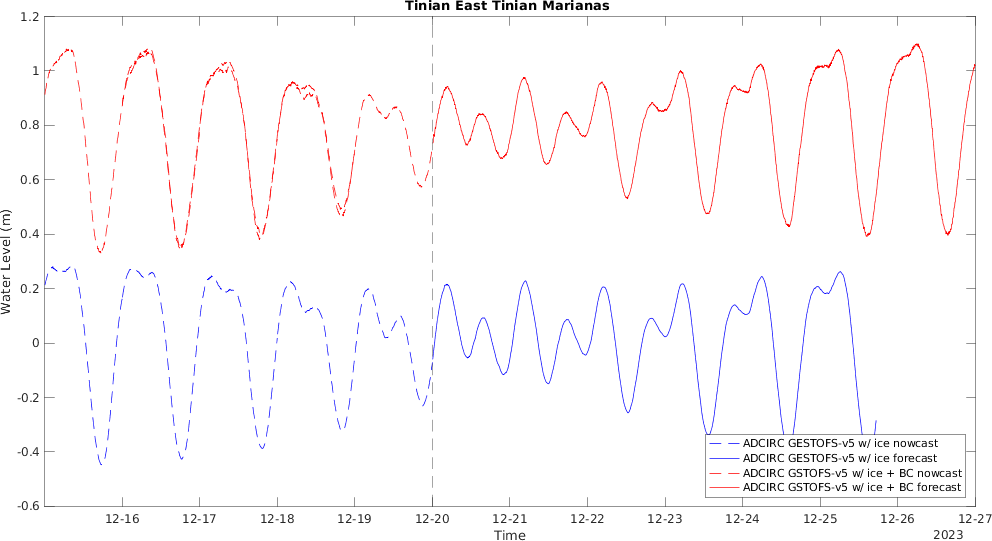 Tinian East Tinian Marianas
1.2
1
0.8
0.6
0.4
0.2
0
-0.2
-0.4
-0.6
Water Level (m)
ADCIRC GESTOFS-v5 w/ ice nowcast
ADCIRC GESTOFS-v5 w/ ice forecast
ADCIRC GSTOFS-v5 w/ ice + BC nowcast
ADCIRC GSTOFS-v5 w/ ice + BC forecast
12-16 12-17 12-18 12-19 12-20 12-21 12-22 12-23 12-24 12-25 12-26 12-27
Time
2023